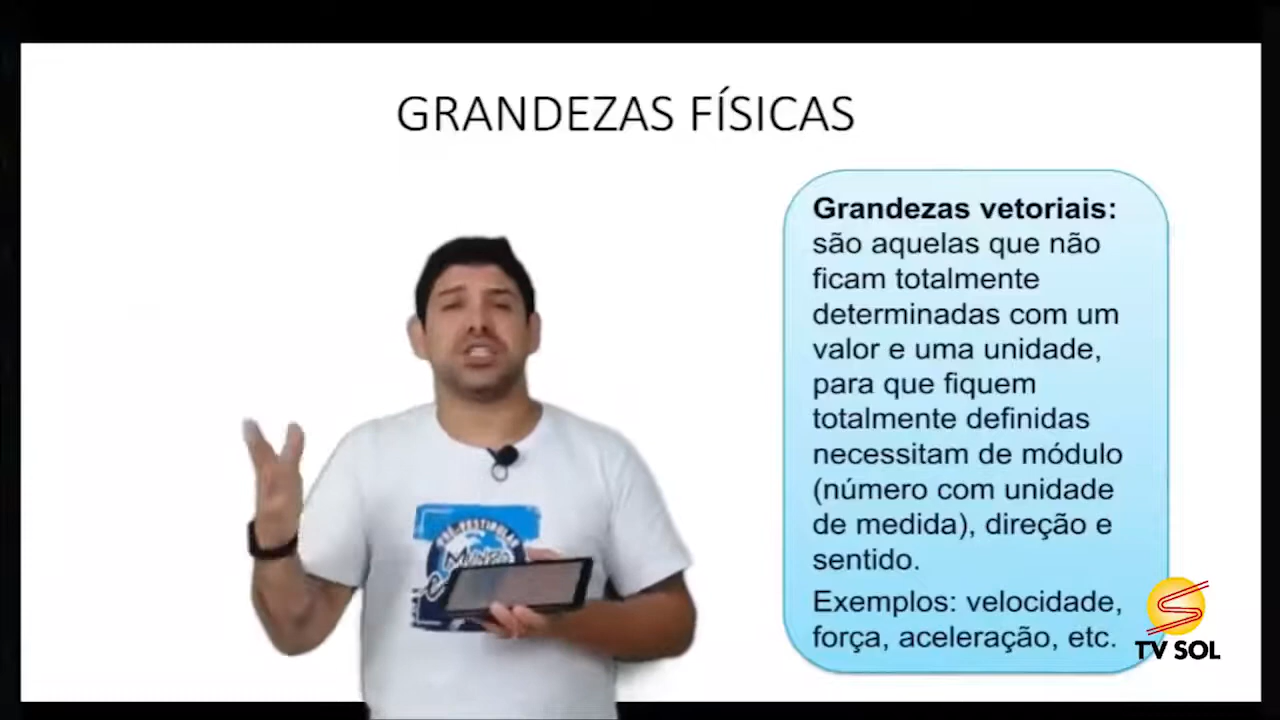 GRANDEZAS FÍSICAS
Grandezas vetoriais:
são aquelas que não
ficam totalmente
determinadas com um
valor e uma unidade,
para que fiquem
totalmente definidas
necessitam de módulo
(número com unidade
de medida), direção e
sentido.
Exemplos: velocidade,
força, aceleração, etc.
TV SOL
MUNDO